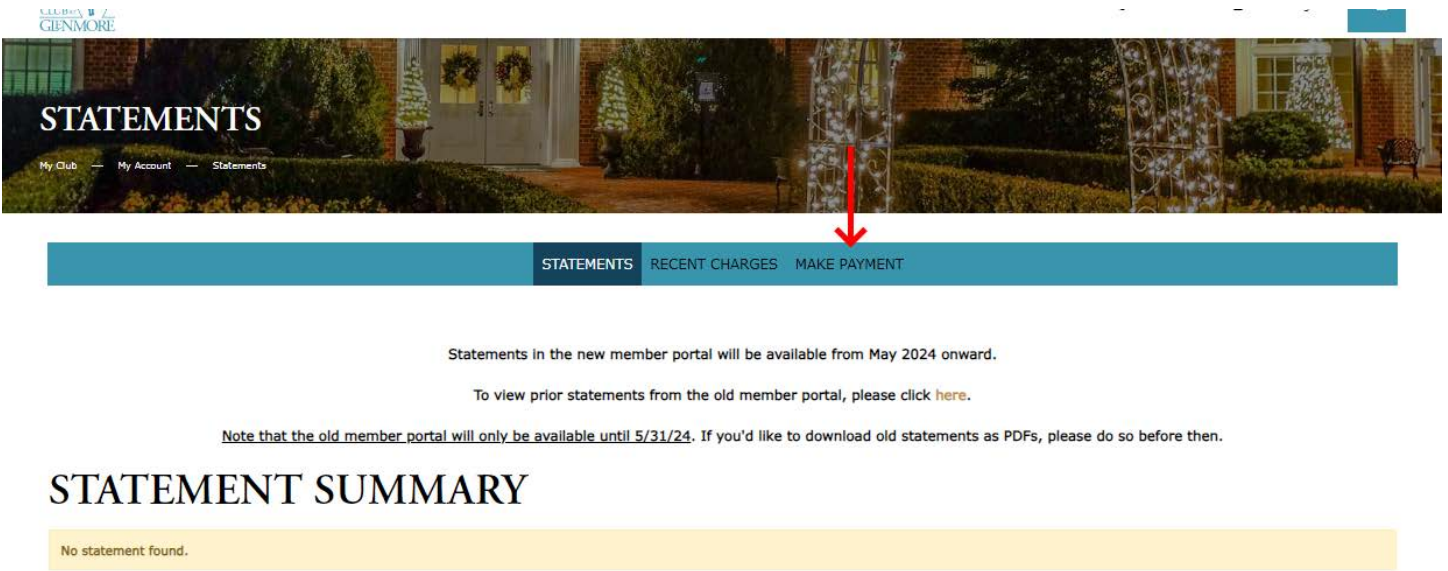 GLENMORE
STATEMENTS
My Club — My Account — Statements
STATEMENTS RECENT CHARGES MAKE PAYMENT
Statements in the new member portal will be available from May 2024 onward.
To view prior statements from the old member portal, please click here.
Note that the old member portal will only be available until 5/31/24. If you'd like to download old statements as PDFs, please do so before then.
STATEMENT SUMMARY
No statement found.